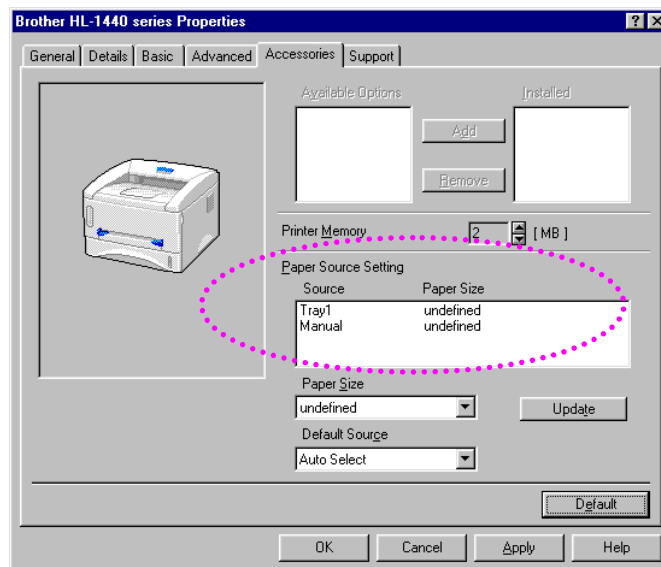 Brother HL-1440 series Properties
General Details Basic Advanced Accessories Support
Available Options Installed
Add
Remove
Printer Memory 2 [ MB ]
Paper Source Setting
Source Paper Size
Tray1 undefined
Manual undefined
Paper Size
undefined Update
Default Source
Auto Select
Default
OK Cancel Apply Help